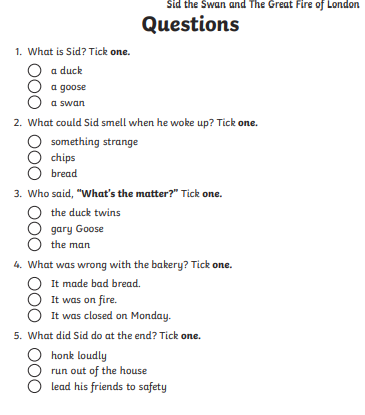 Sid the Swan and The Great Fire of London
Questions
1. What is Sid? Tick one.
a duck
a goose
a swan
2. What could Sid smell when he woke up? Tick one.
something strange
chips
bread
3. Who said, “What’s the matter?” Tick one.
the duck twins
gary Goose
the man
4. What was wrong with the bakery? Tick one.
It made bad bread.
It was on fire.
It was closed on Monday.
5. What did Sid do at the end? Tick one.
honk loudly
run out of the house
lead his friends to safety